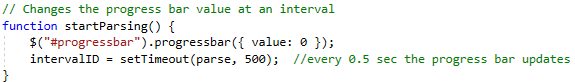 // Changes the progress bar value at an interval
function startParsing() {
    $("#progressbar").progressbar({ value: 0 });
    intervalID = setTimeout(parse, 500);  //every 0.5 sec the progress bar updates
}